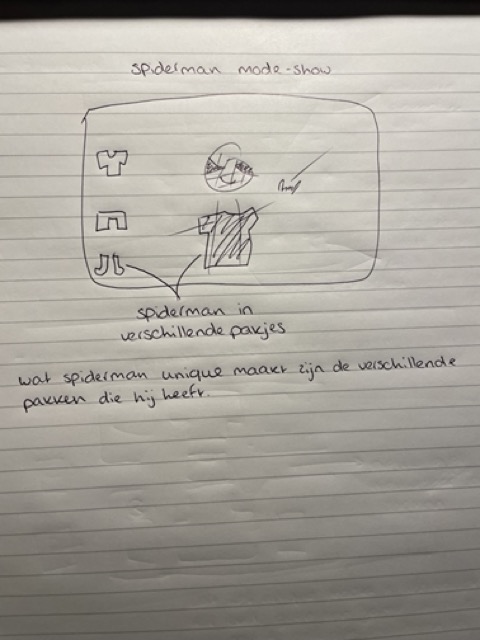 spiderman mode-show
spiderman in
verschillende pakjes
wat spiderman unique maakt zijn de verschillende
pakken die hij heeft.